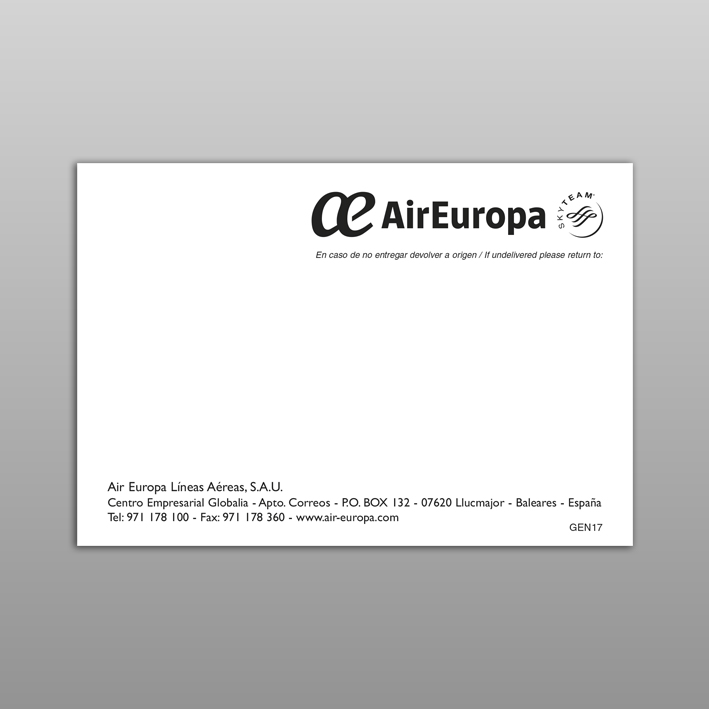 æ AirEuropa
SKYTEAM
En caso de no entregar devolver a origen / If undelivered please return to:
Air Europa Líneas Aéreas, S.A.U.
Centro Empresarial Globalia - Apto. Correos - P.O. BOX 132 - 07620 Llucmajor - Baleares - España
Tel: 971 178 100 - Fax: 971 178 360 - www.air-europa.com
GEN17